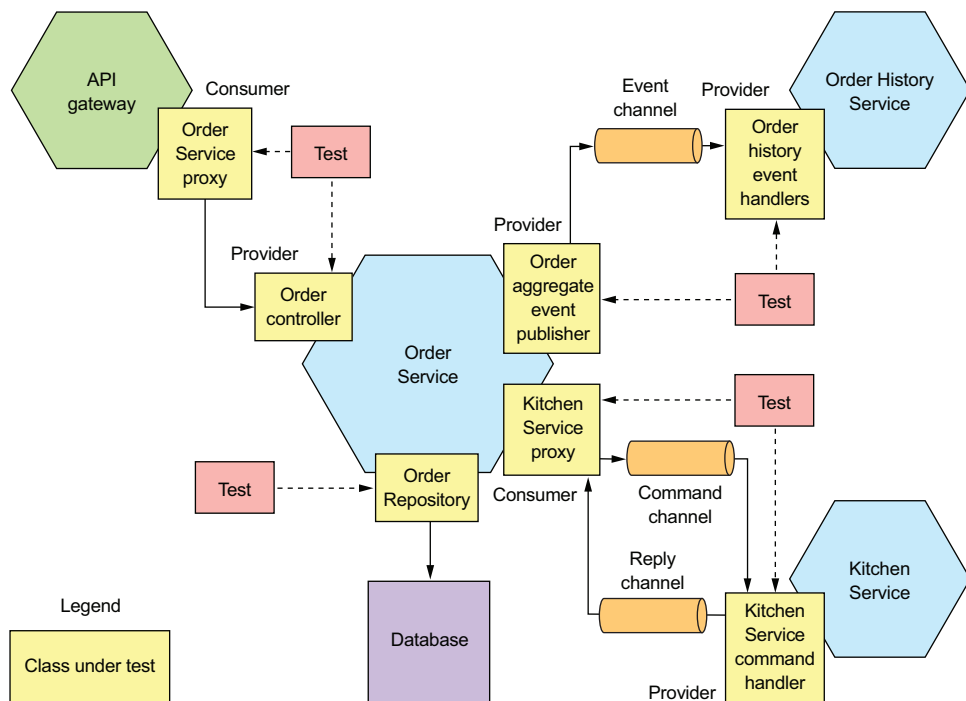 API
gateway
Consumer
Order
Service
proxy
Test
Provider
Order
controller
Event
channel
Provider
Order
history
event
handlers
Order History
Service
Provider
Order
aggregate
event
publisher
Test
Order
Service
Kitchen
Service
proxy
Test
Consumer
Command
channel
Test
Order
Repository
Reply
channel
Kitchen
Service
Kitchen
Service
command
handler
Provider
Database
Legend
Class under test